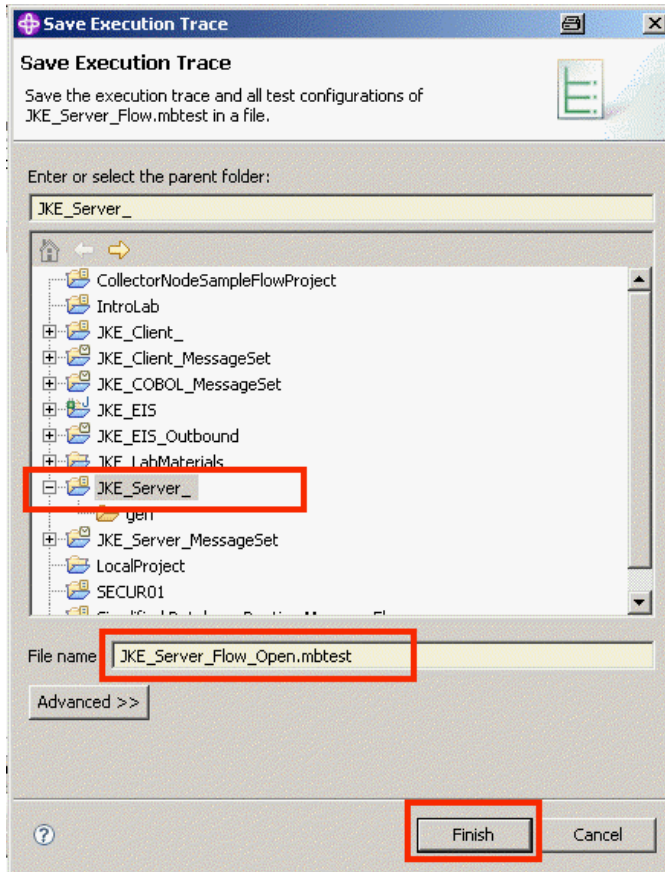 Save Execution Trace
Save Execution Trace
Save the execution trace and all test configurations of
JKE_Server_Flow.mbtest in a file.
Enter or select the parent folder:
JKE_Server_
CollectorNodeSampleFlowProject
IntroLab
JKE_Client_
JKE_Client_MessageSet
JKE_COBOL_MessageSet
JKE_EIS
JKE_EIS_Outbound
JKE_LabMaterials
JKE_Server_
gen
JKE_Server_MessageSet
LocalProject
SECUR01
File name
JKE_Server_Flow_Open.mbtest
Advanced >>
Finish
Cancel